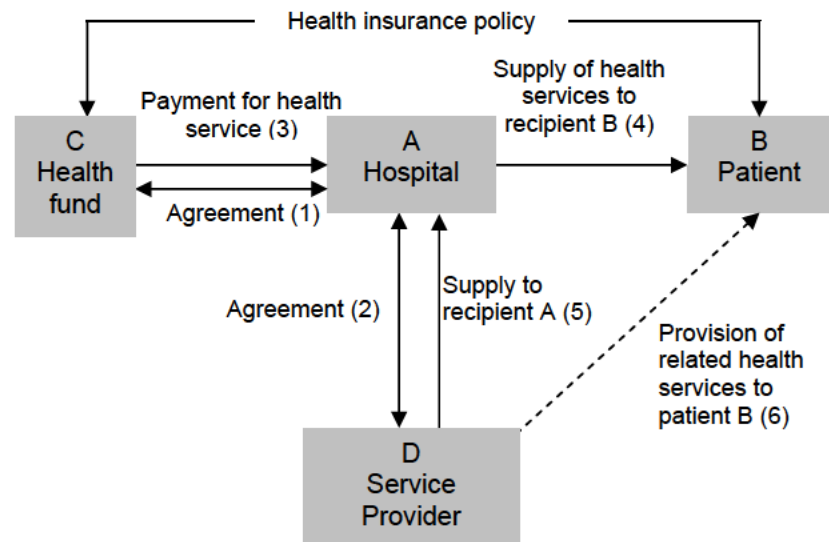 Health insurance policy
Payment for health
service (3)
Supply of health
services to
recipient B (4)
C
Health
fund
A
Hospital
B
Patient
Agreement (1)
Agreement (2)
Supply to
recipient A (5)
Provision of
related health
services to
patient B (6)
D
Service
Provider